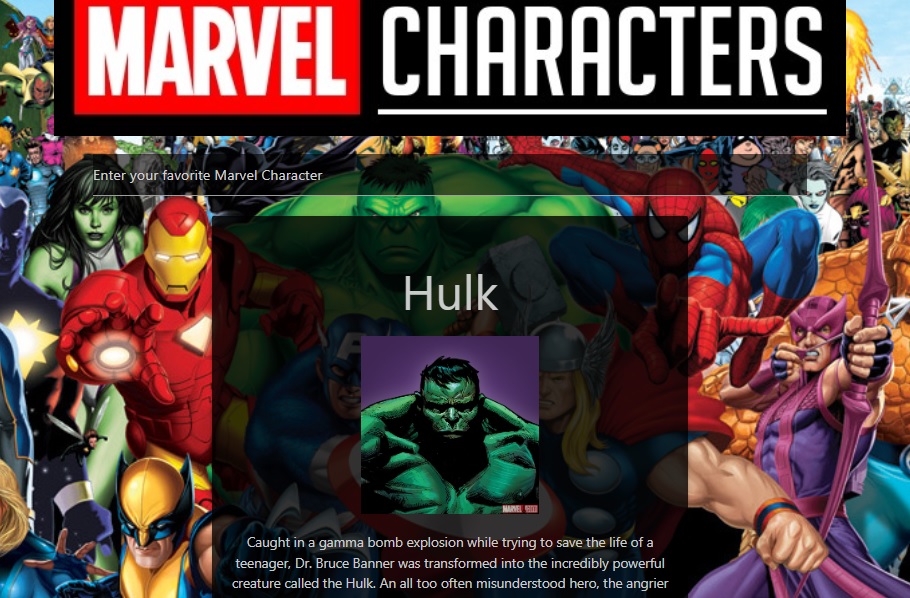 MARVEL CHARACTERS
Enter your favorite Marvel Character
Hulk
MARVEL
Caught in a gamma bomb explosion while trying to save the life of a
teenager, Dr. Bruce Banner was transformed into the incredibly powerful
creature called the Hulk. An all too often misunderstood hero, the angrier